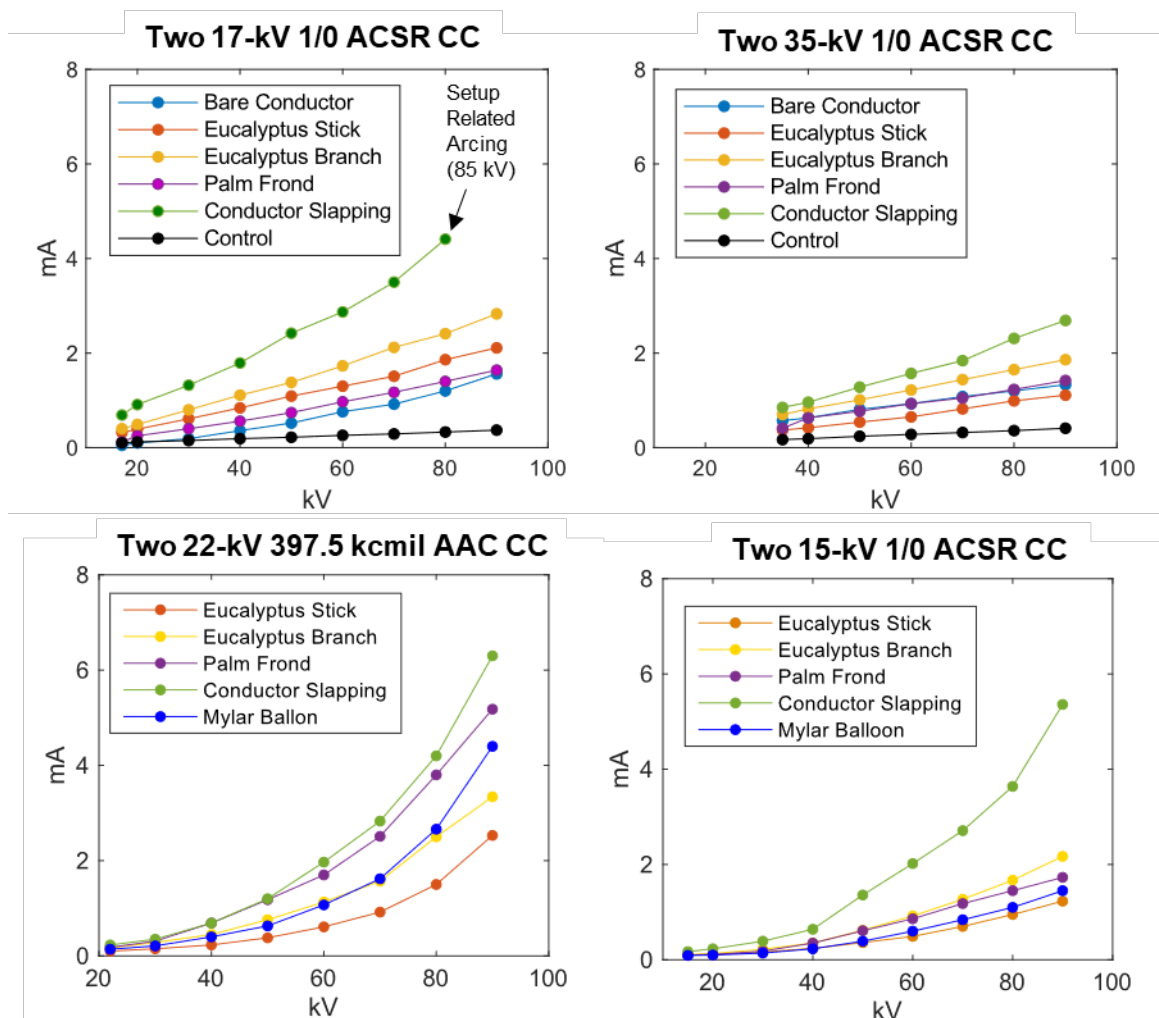 Two 17-kV 1/0 ACSR CC
8
6
4
2
0
mA
20
40
60
80
100
kV
Bare Conductor
Eucalyptus Stick
Eucalyptus Branch
Palm Frond
Conductor Slapping
Control
Setup
Related
Arcing
(85 kV)
Two 35-kV 1/0 ACSR CC
8
6
4
2
0
mA
20
40
60
80
100
kV
Bare Conductor
Eucalyptus Stick
Eucalyptus Branch
Palm Frond
Conductor Slapping
Control
Two 22-kV 397.5 kcmil AAC CC
8
6
4
2
0
mA
20
40
60
80
100
kV
Eucalyptus Stick
Eucalyptus Branch
Palm Frond
Conductor Slapping
Mylar Ballon
Two 15-kV 1/0 ACSR CC
8
6
4
2
0
mA
20
40
60
80
100
kV
Eucalyptus Stick
Eucalyptus Branch
Palm Frond
Conductor Slapping
Mylar Balloon